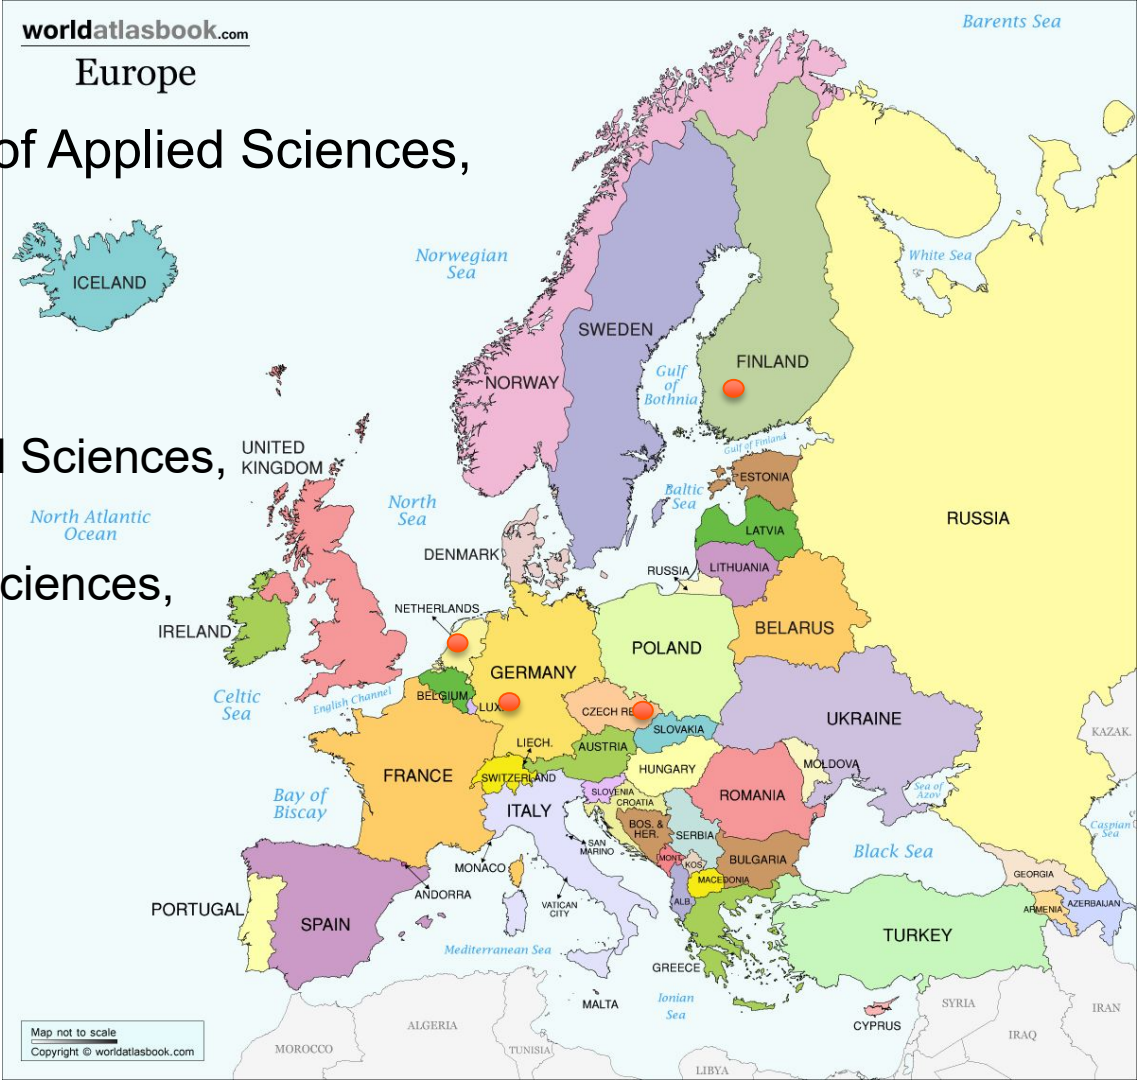 worldatlasbook.com
Europe
Barents Sea
of Applied Sciences,
ICELAND
Norwegian
Sea
White Sea
SWEDEN
FINLAND
NORWAY
Gulf
of
Bothnia
Gulf of Finland
l Sciences,
UNITED
KINGDOM
ESTONIA
North
Sea
Baltic
Sea
North Atlantic
Ocean
RUSSIA
LATVIA
DENMARK
RUSSIA
LITHUANIA
ciences,
NETHERLANDS
IRELAND
BELARUS
POLAND
GERMANY
Celtic
Sea
English Channel
BELGIUM
LUX.
CZECH RE
SLOVAKIA
UKRAINE
KAZAK.
LIECH.
AUSTRIA
FRANCE
SWITZERLAND
HUNGARY
MOLDOVA
Bay of
Biscay
ITALY
SLOVENIA
CROATIA
ROMANIA
Sea of
Azov
BOS. &
HER.
SERBIA
Caspian
Sea
SAN
MARINO
Black Sea
MONACO
MONT.
KOS.
BULGARIA
GEORGIA
ANDORRA
MACEDONIA
PORTUGAL
SPAIN
VATICAN
CITY
ALB.
ARMENIA
AZERBAIJAN
TURKEY
Mediterranean Sea
GREECE
MALTA
Ionian
Sea
CYPRUS
SYRIA
IRAN
ALGERIA
IRAQ
MOROCCO
TUNISIA
LIBYA
Map not to scale
Copyright © worldatlasbook.com